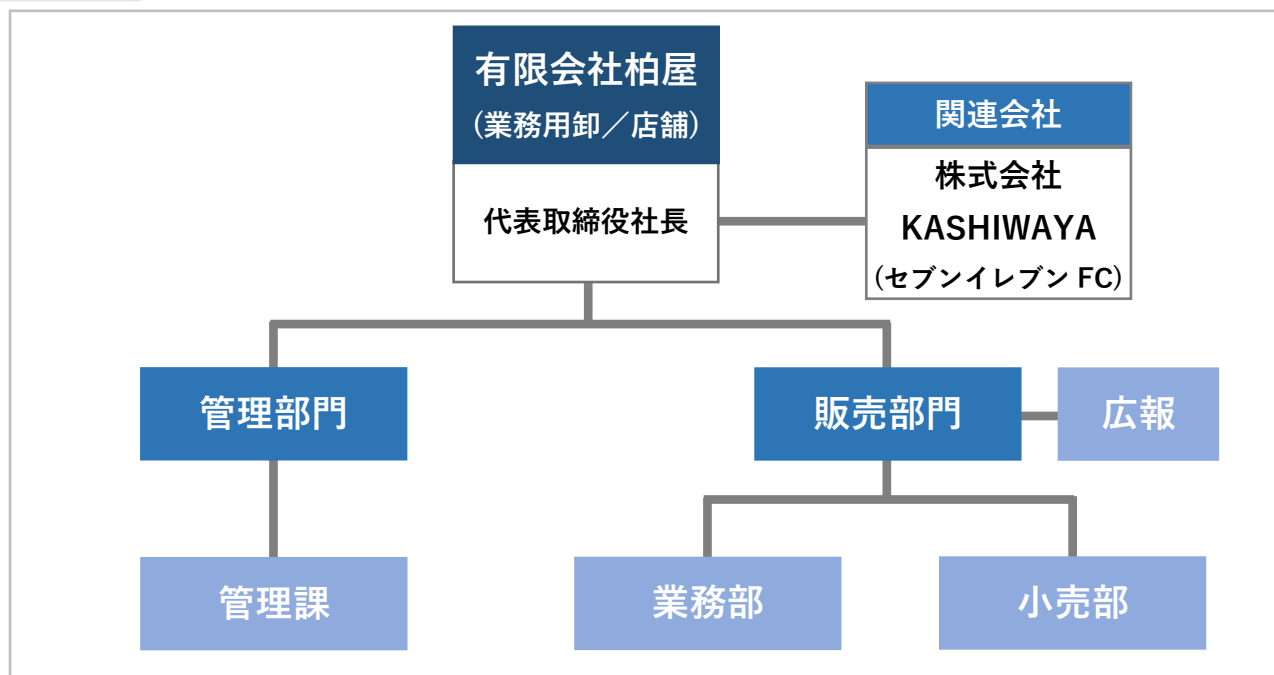 有限会社柏屋
(業務用卸／店舗)
代表取締役社長
関連会社
株式会社
KASHIWAYA
(セブンイレブン FC)
管理部門
販売部門
広報
管理課
業務部
小売部